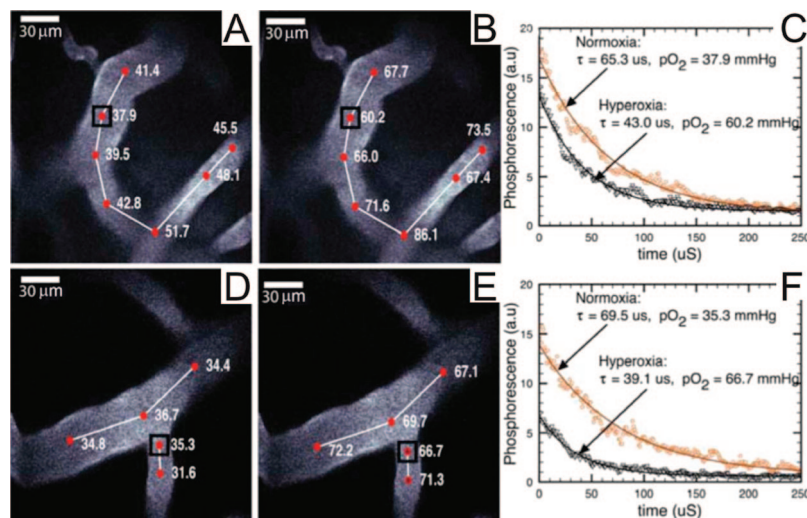 A
30 μm
41.4
37.9
39.5
42.8
51.7
48.1
45.5
B
30 μm
67.7
60.2
66.0
71.6
86.1
67.4
73.5
C
Normoxia:
τ = 65.3 us, pO2 = 37.9 mmHg
Hyperoxia:
τ = 43.0 us, pO2 = 60.2 mmHg
Phosphorescence (a.u)
20
15
10
5
0
0 50 100 150 200 250
time (uS)
D
30 μm
34.4
36.7
34.8
35.3
31.6
E
30 μm
67.1
69.7
72.2
66.7
71.3
F
Normoxia:
τ = 69.5 us, pO2 = 35.3 mmHg
Hyperoxia:
τ = 39.1 us, pO2 = 66.7 mmHg
Phosphorescence (a.u)
20
15
10
5
0
0 50 100 150 200 250
time (uS)